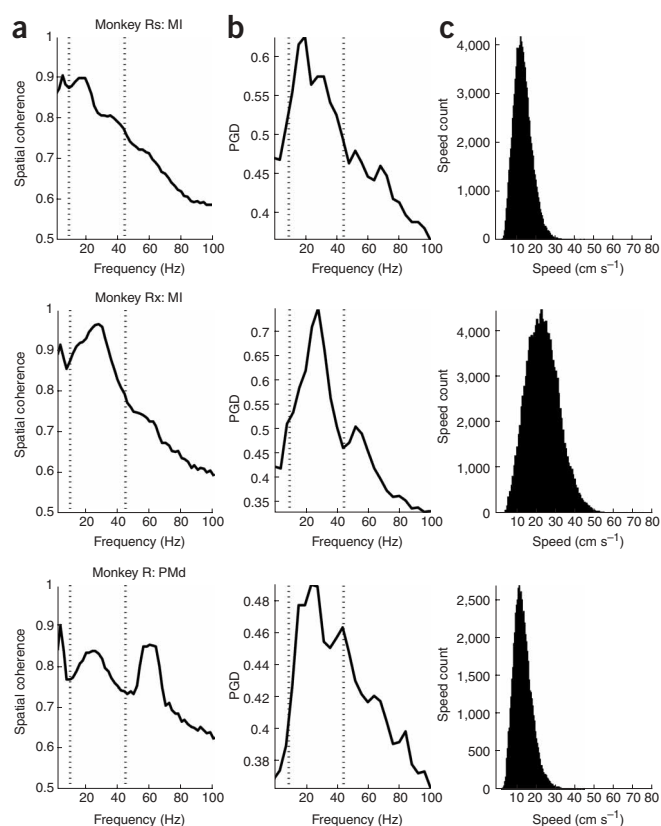 a
b
c
Monkey Rs: MI
Spatial coherence
1
0.9
0.8
0.7
0.6
0.5
20 40 60 80 100
Frequency (Hz)
PGD
0.6
0.55
0.5
0.45
0.4
20 40 60 80 100
Frequency (Hz)
Speed count
4,000
3,000
2,000
1,000
0
10 20 30 40 50 60 70 80
Speed (cm s⁻¹)
Monkey Rx: MI
Spatial coherence
1
0.9
0.8
0.7
0.6
0.5
20 40 60 80 100
Frequency (Hz)
PGD
0.7
0.65
0.6
0.55
0.5
0.45
0.4
0.35
0.33
20 40 60 80 100
Frequency (Hz)
Speed count
4,000
3,000
2,000
1,000
0
10 20 30 40 50 60 70 80
Speed (cm s⁻¹)
Monkey R: PMd
Spatial coherence
1
0.9
0.8
0.7
0.6
0.5
20 40 60 80 100
Frequency (Hz)
PGD
0.48
0.46
0.44
0.42
0.4
0.38
20 40 60 80 100
Frequency (Hz)
Speed count
2,500
2,000
1,500
1,000
500
0
10 20 30 40 50 60 70 80
Speed (cm s⁻¹)